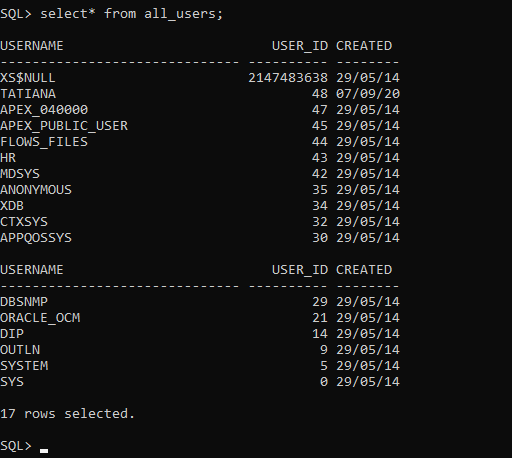 SQL> select* from all_users;
USERNAME                          USER_ID CREATED
------------------------------ ---------- --------
XS$NULL                        2147483638 29/05/14
TATIANA                                48 07/09/20
APEX_040000                            47 29/05/14
APEX_PUBLIC_USER                       45 29/05/14
FLOWS_FILES                            44 29/05/14
HR                                     43 29/05/14
MDSYS                                  42 29/05/14
ANONYMOUS                              35 29/05/14
XDB                                    34 29/05/14
CTXSYS                                 32 29/05/14
APPQOSSYS                              30 29/05/14
USERNAME                          USER_ID CREATED
------------------------------ ---------- --------
DBSNMP                                 29 29/05/14
ORACLE_OCM                             21 29/05/14
DIP                                    14 29/05/14
OUTLN                                   9 29/05/14
SYSTEM                                  5 29/05/14
SYS                                     0 29/05/14
17 rows selected.
SQL>